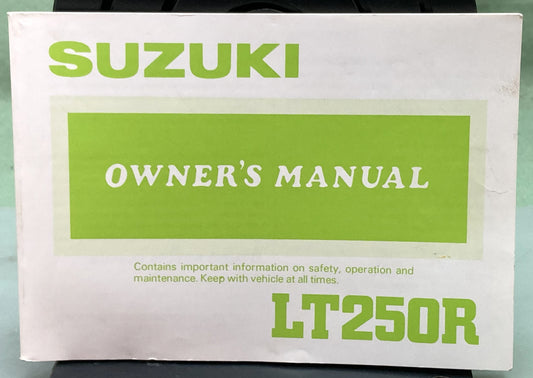 SUZUKI
OWNER'S MANUAL
Contains important information on safety, operation and
maintenance. Keep with vehicle at all times.
LT250R